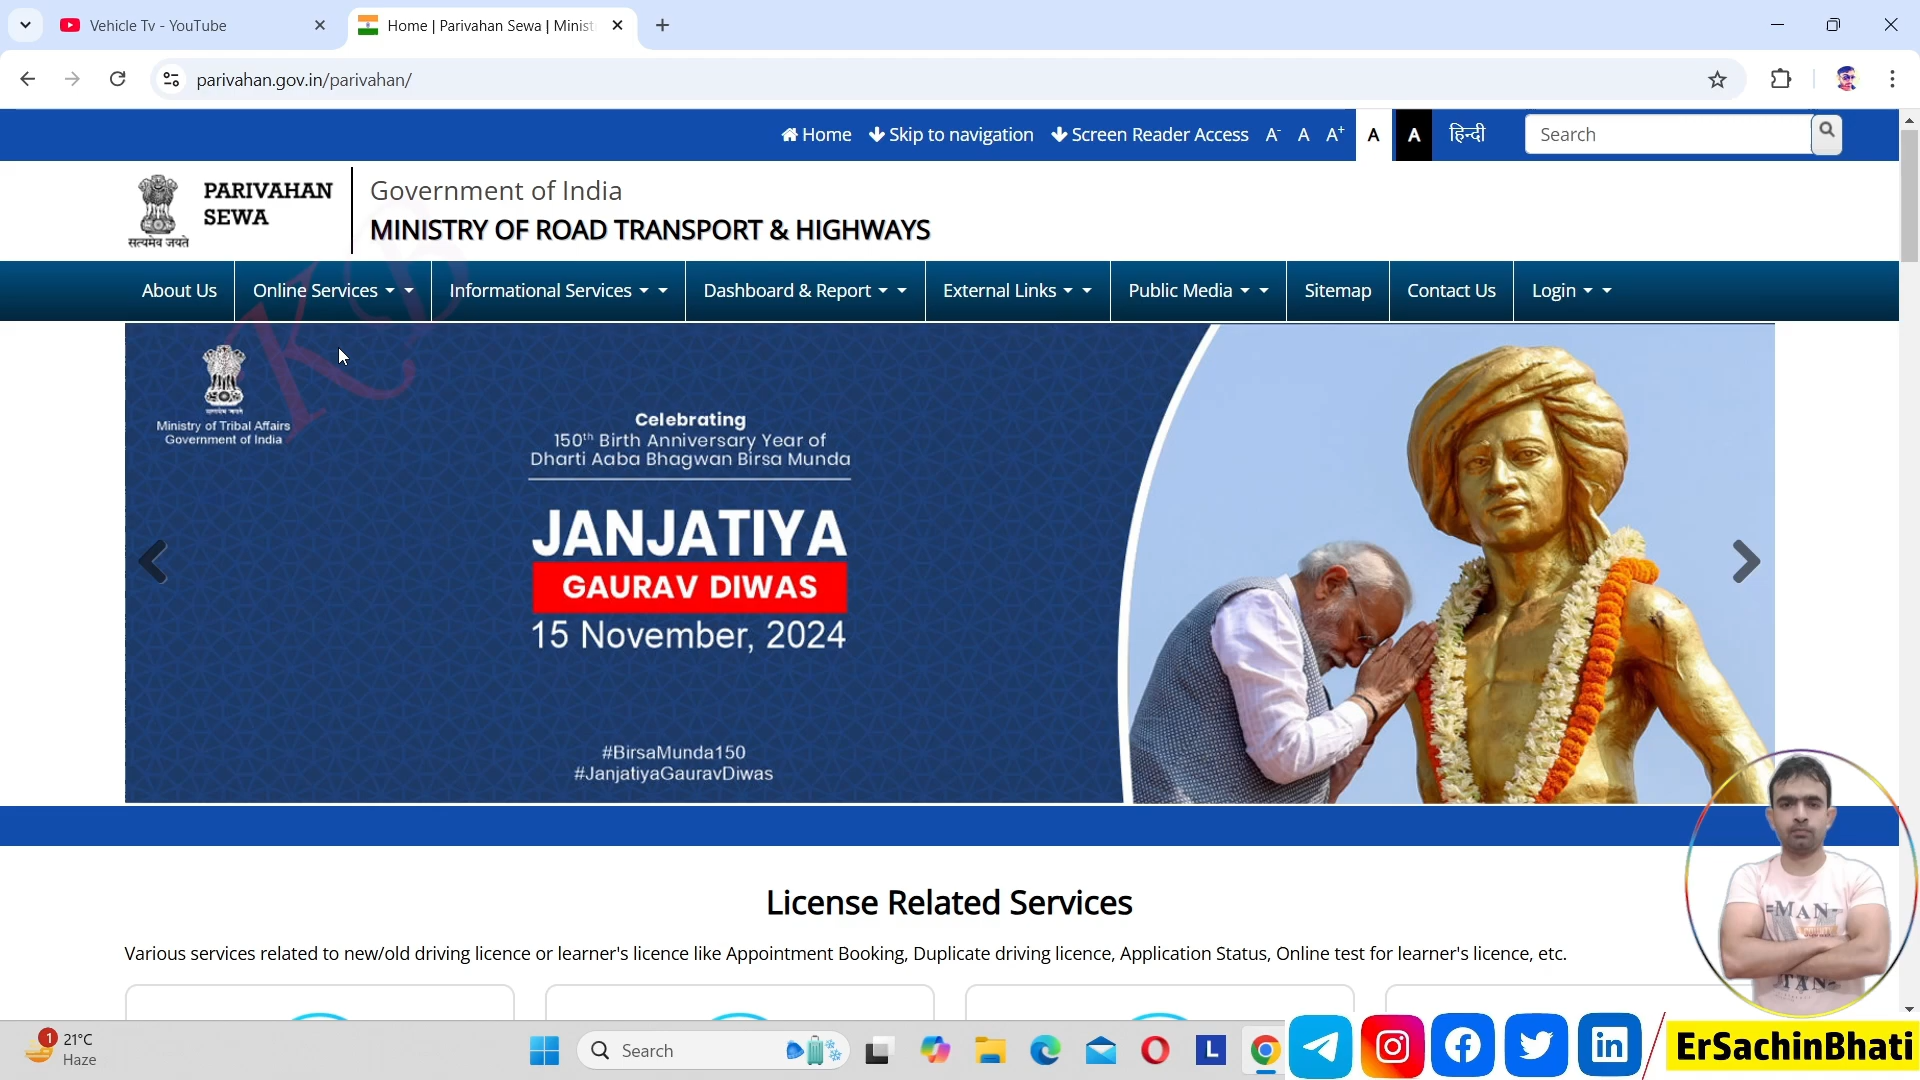 Vehicle Tv - YouTube
Home | Parivahan Sewa | Minist
parivahan.gov.in/parivahan/
Home Skip to navigation Screen Reader Access A- A A+ A A हिन्दी Search
PARIVAHAN
SEWA
सत्यमेव जयते
Government of India
MINISTRY OF ROAD TRANSPORT & HIGHWAYS
About Us Online Services Informational Services Dashboard & Report External Links Public Media Sitemap Contact Us Login
Ministry of Tribal Affairs
Government of India
Celebrating
150th Birth Anniversary Year of
Dharti Aaba Bhagwan Birsa Munda
JANJATIYA
GAURAV DIWAS
15 November, 2024
#BirsaMunda150
#JanjatiyaGauravDiwas
License Related Services
Various services related to new/old driving licence or learner's licence like Appointment Booking, Duplicate driving licence, Application Status, Online test for learner's licence, etc.
MAN
TAN
1
21°C
Haze
Search
L
in
ErSachinBhati